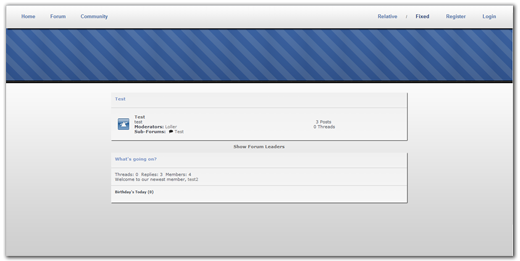 Home Forum Community Relative / Fixed Register Login
Test
Test
test 3 Posts
Moderators: Loller 0 Threads
Sub-Forums: Test
Show Forum Leaders
What's going on?
Threads: 0 Replies: 3 Members: 4
Welcome to our newest member, test2
Birthday's Today (0)